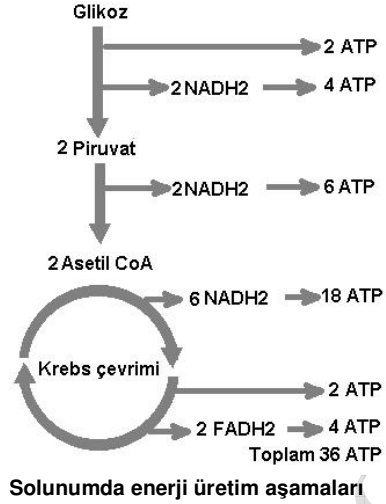 Glikoz
2 ATP
2 NADH2
4 ATP
2 Piruvat
2NADH2
6 ATP
2 Asetil CoA
6 NADH2
18 ATP
Krebs çevrimi
2 ATP
2 FADH2
4 ATP
Toplam 36 ATP
Solunumda enerji üretim aşamaları